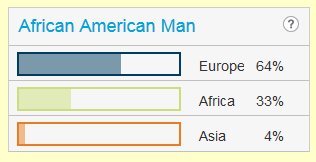 African American Man ?
Europe 64%
Africa 33%
Asia 4%